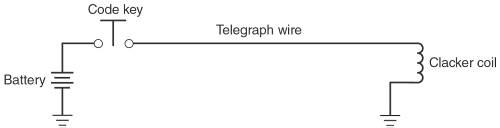 Code key
Telegraph wire
Battery
Clacker coil